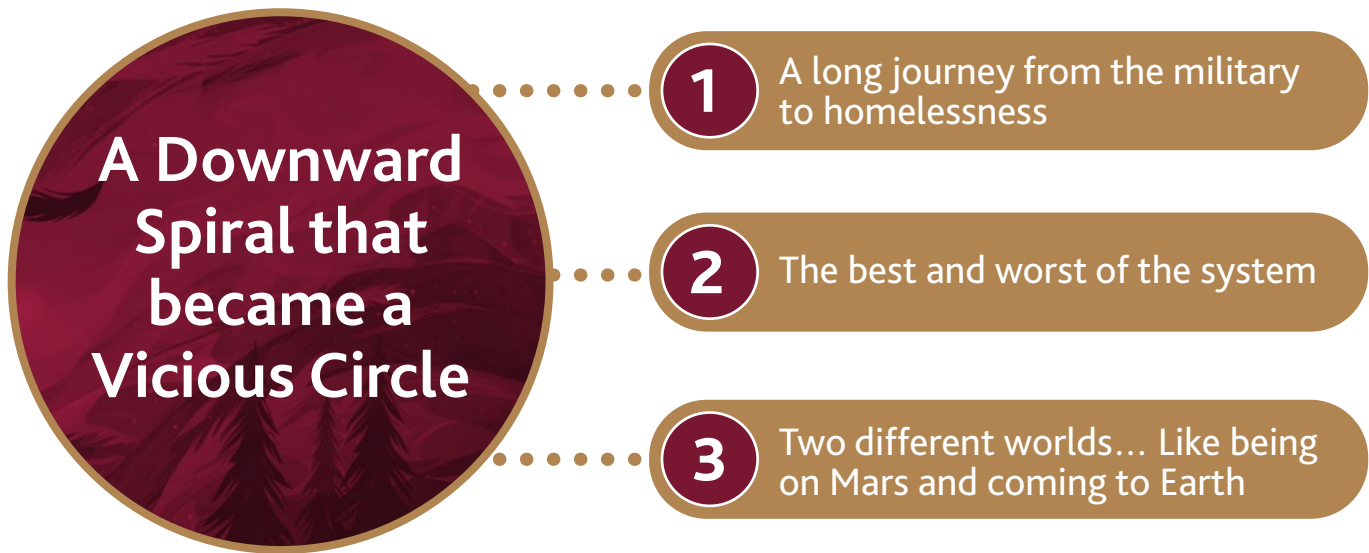 A Downward
Spiral that
became a
Vicious Circle
1
A long journey from the military
to homelessness
2
The best and worst of the system
3
Two different worlds… Like being
on Mars and coming to Earth